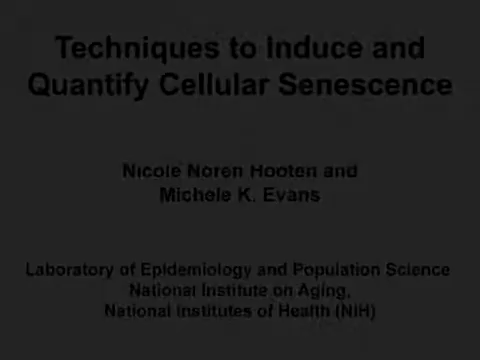 Techniques to Induce and
Quantify Cellular Senescence
Nicole Noren Hooten and
Michele K. Evans
Laboratory of Epidemiology and Population Science
National Institute on Aging,
National Institutes of Health (NIH)